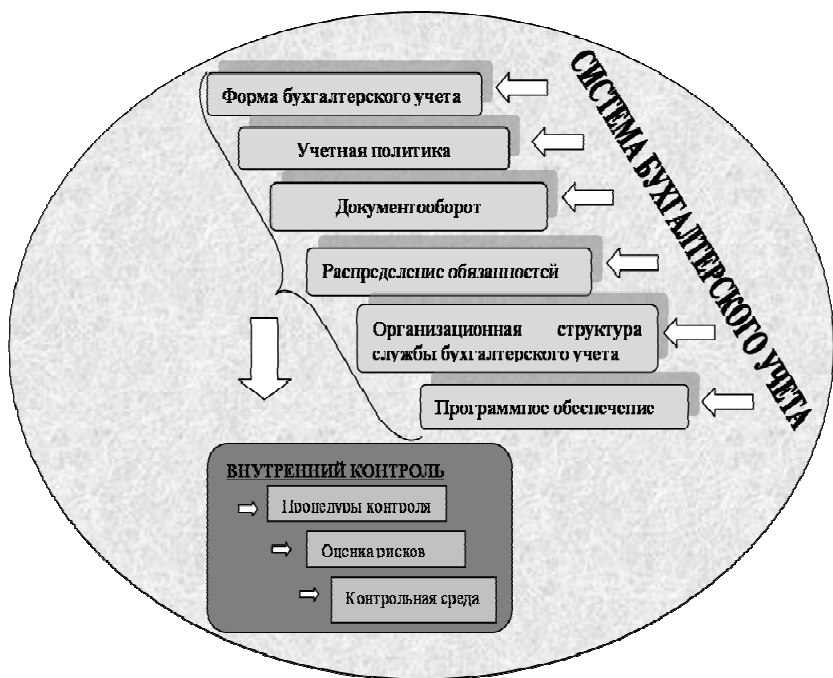 СИСТЕМА БУХГАЛТЕРСКОГО УЧЕТА
Форма бухгалтерского учета
Учетная политика
Документооборот
Распределение обязанностей
Организационная структура
службы бухгалтерского учета
Программное обеспечение
ВНУТРЕННИЙ КОНТРОЛЬ
Процедуры контроля
Оценка рисков
Контрольная среда